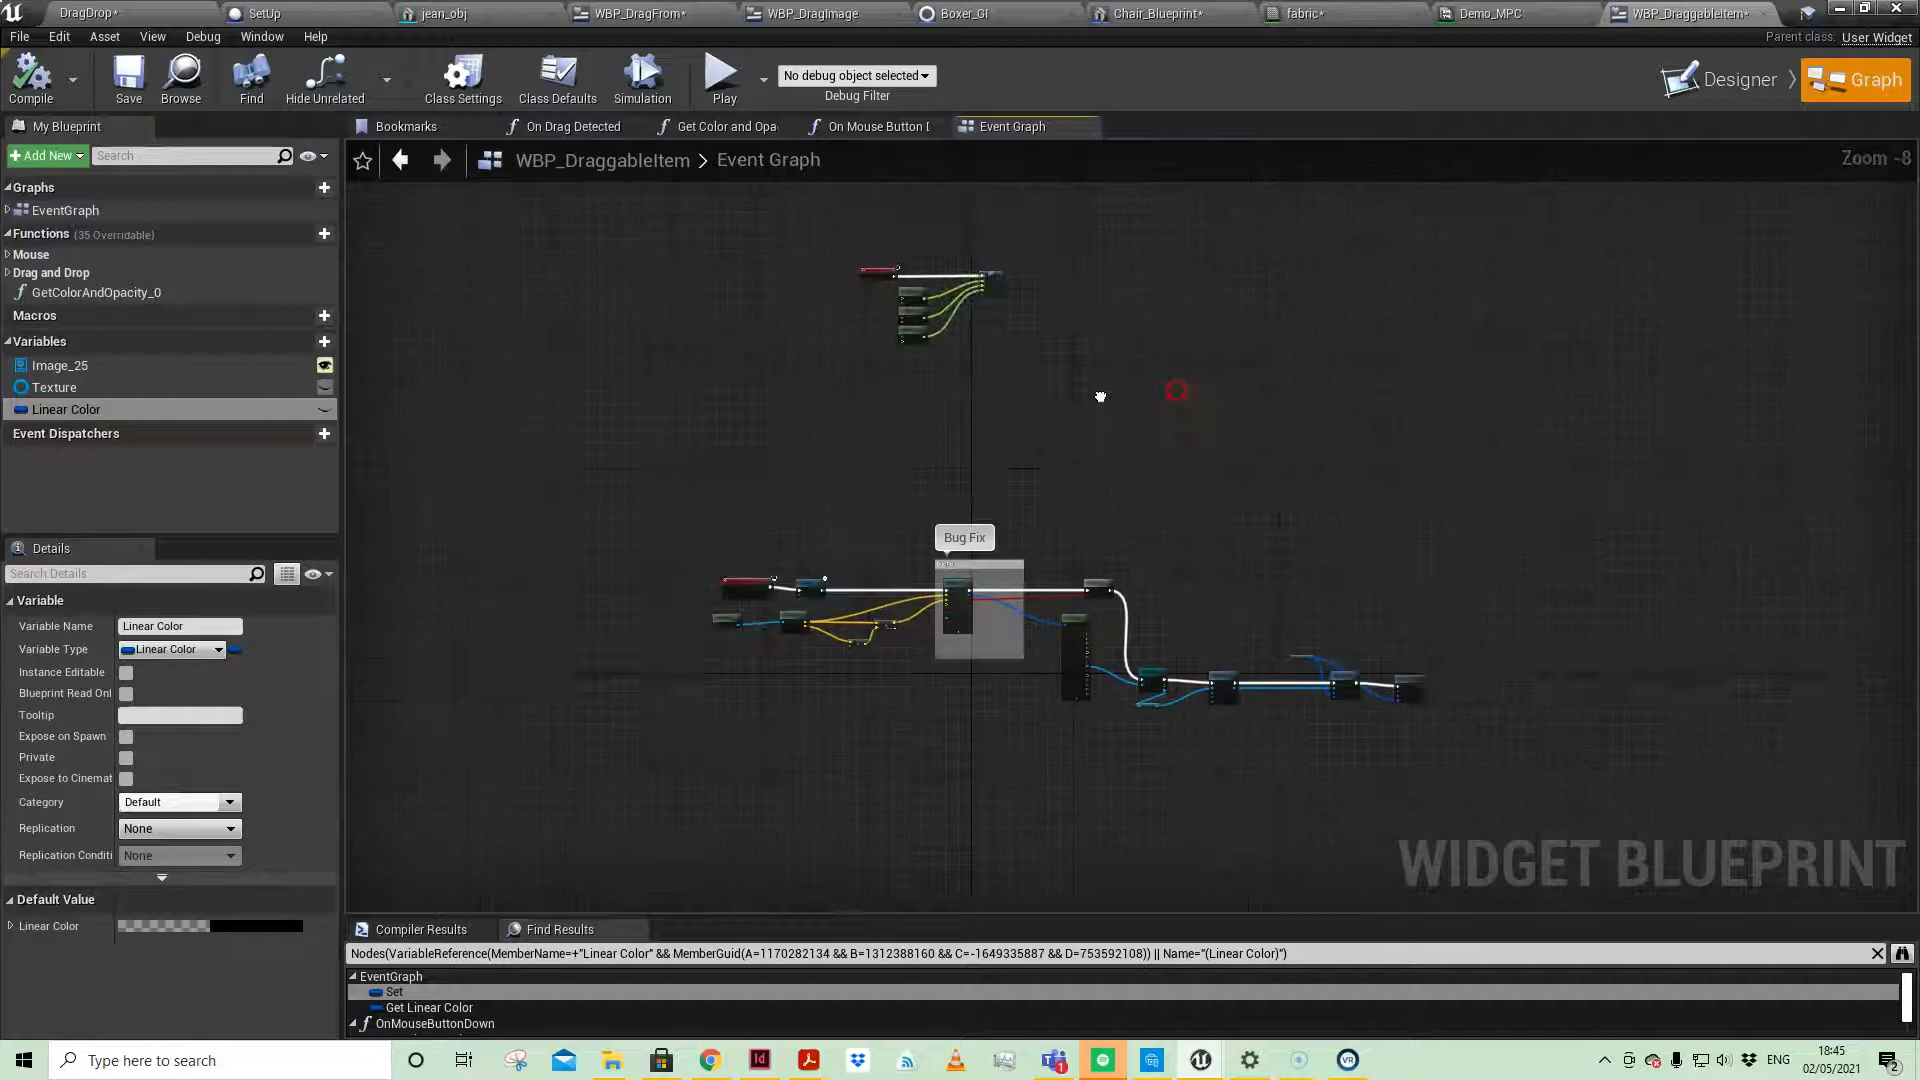 DragDrop*
SetUp
jean_obj
WBP_DragFrom*
WBP_DragImage
Boxer_GI
Chair_Blueprint*
fabric*
Demo_MPC
WBP_DraggableItem*
File
Edit
Asset
View
Debug
Window
Help
Parent class: User Widget
Compile
Save
Browse
Find
Hide Unrelated
Class Settings
Class Defaults
Simulation
Play
No debug object selected
Debug Filter
Designer
Graph
My Blueprint
Bookmarks
On Drag Detected
Get Color and Opa
On Mouse Button D
Event Graph
Add New
Search
WBP_DraggableItem > Event Graph
Zoom -8
Graphs
EventGraph
Functions (35 Overridable)
Mouse
Drag and Drop
GetColorAndOpacity_0
Macros
Variables
Image_25
Texture
Linear Color
Event Dispatchers
Bug Fix
Details
Search Details
Variable
Variable Name Linear Color
Variable Type Linear Color
Instance Editable
Blueprint Read Onl
Tooltip
Expose on Spawn
Private
Expose to Cinemat
Category Default
Replication None
Replication Conditi None
Default Value
Linear Color
WIDGET BLUEPRINT
Compiler Results
Find Results
Nodes(VariableReference(MemberName=+"Linear Color" && MemberGuid(A=1170282134 && B=1312388160 && C=-1649335887 && D=753592108)) || Name="(Linear Color)")
EventGraph
Set
Get Linear Color
OnMouseButtonDown
Type here to search
ENG
18:45
02/05/2021